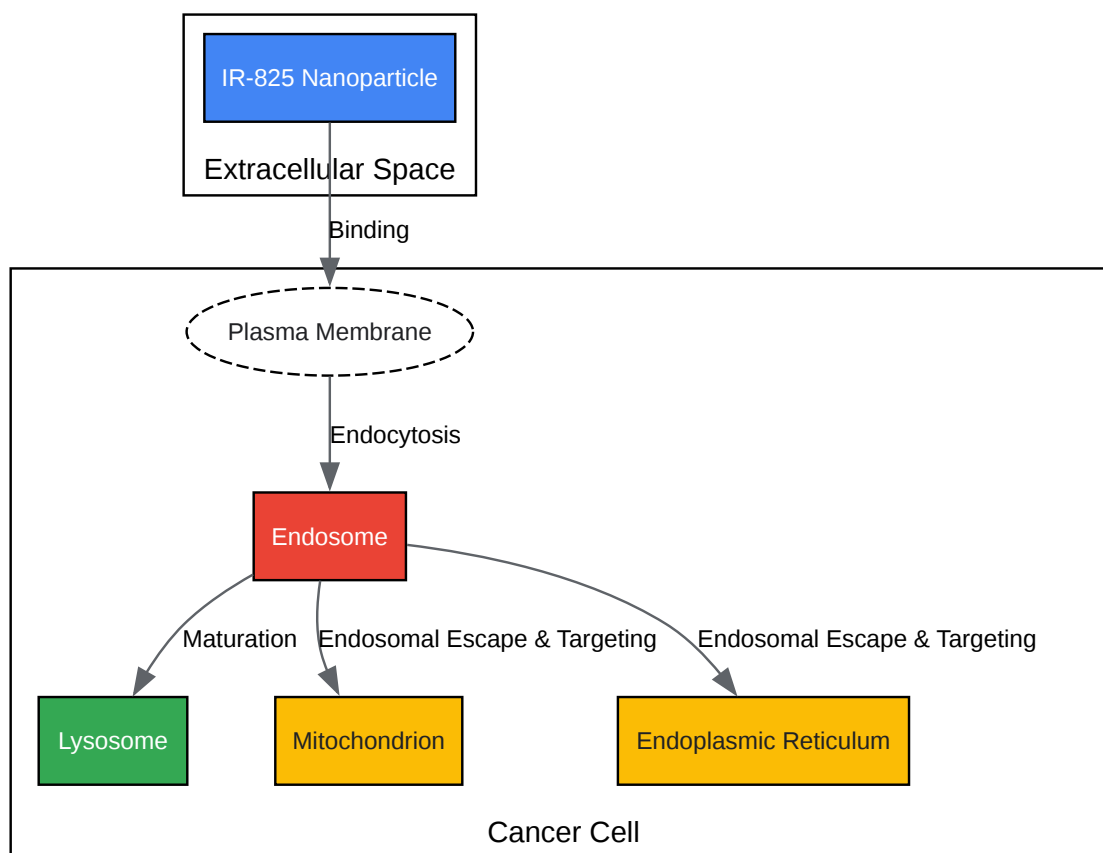 IR-825 Nanoparticle
Extracellular Space
Binding
Plasma Membrane
Endocytosis
Endosome
Maturation
Endosomal Escape & Targeting
Endosomal Escape & Targeting
Lysosome
Mitochondrion
Endoplasmic Reticulum
Cancer Cell